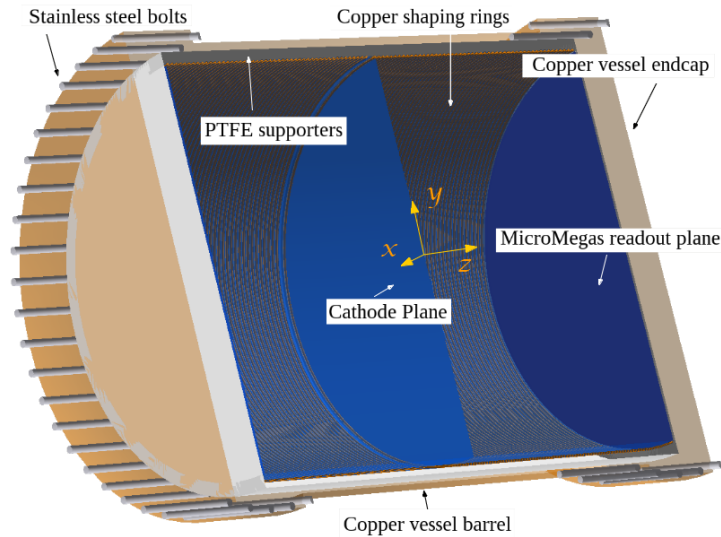 Stainless steel bolts
Copper shaping rings
Copper vessel endcap
PTFE supporters
y
MicroMegas readout plane
x
z
Cathode Plane
Copper vessel barrel